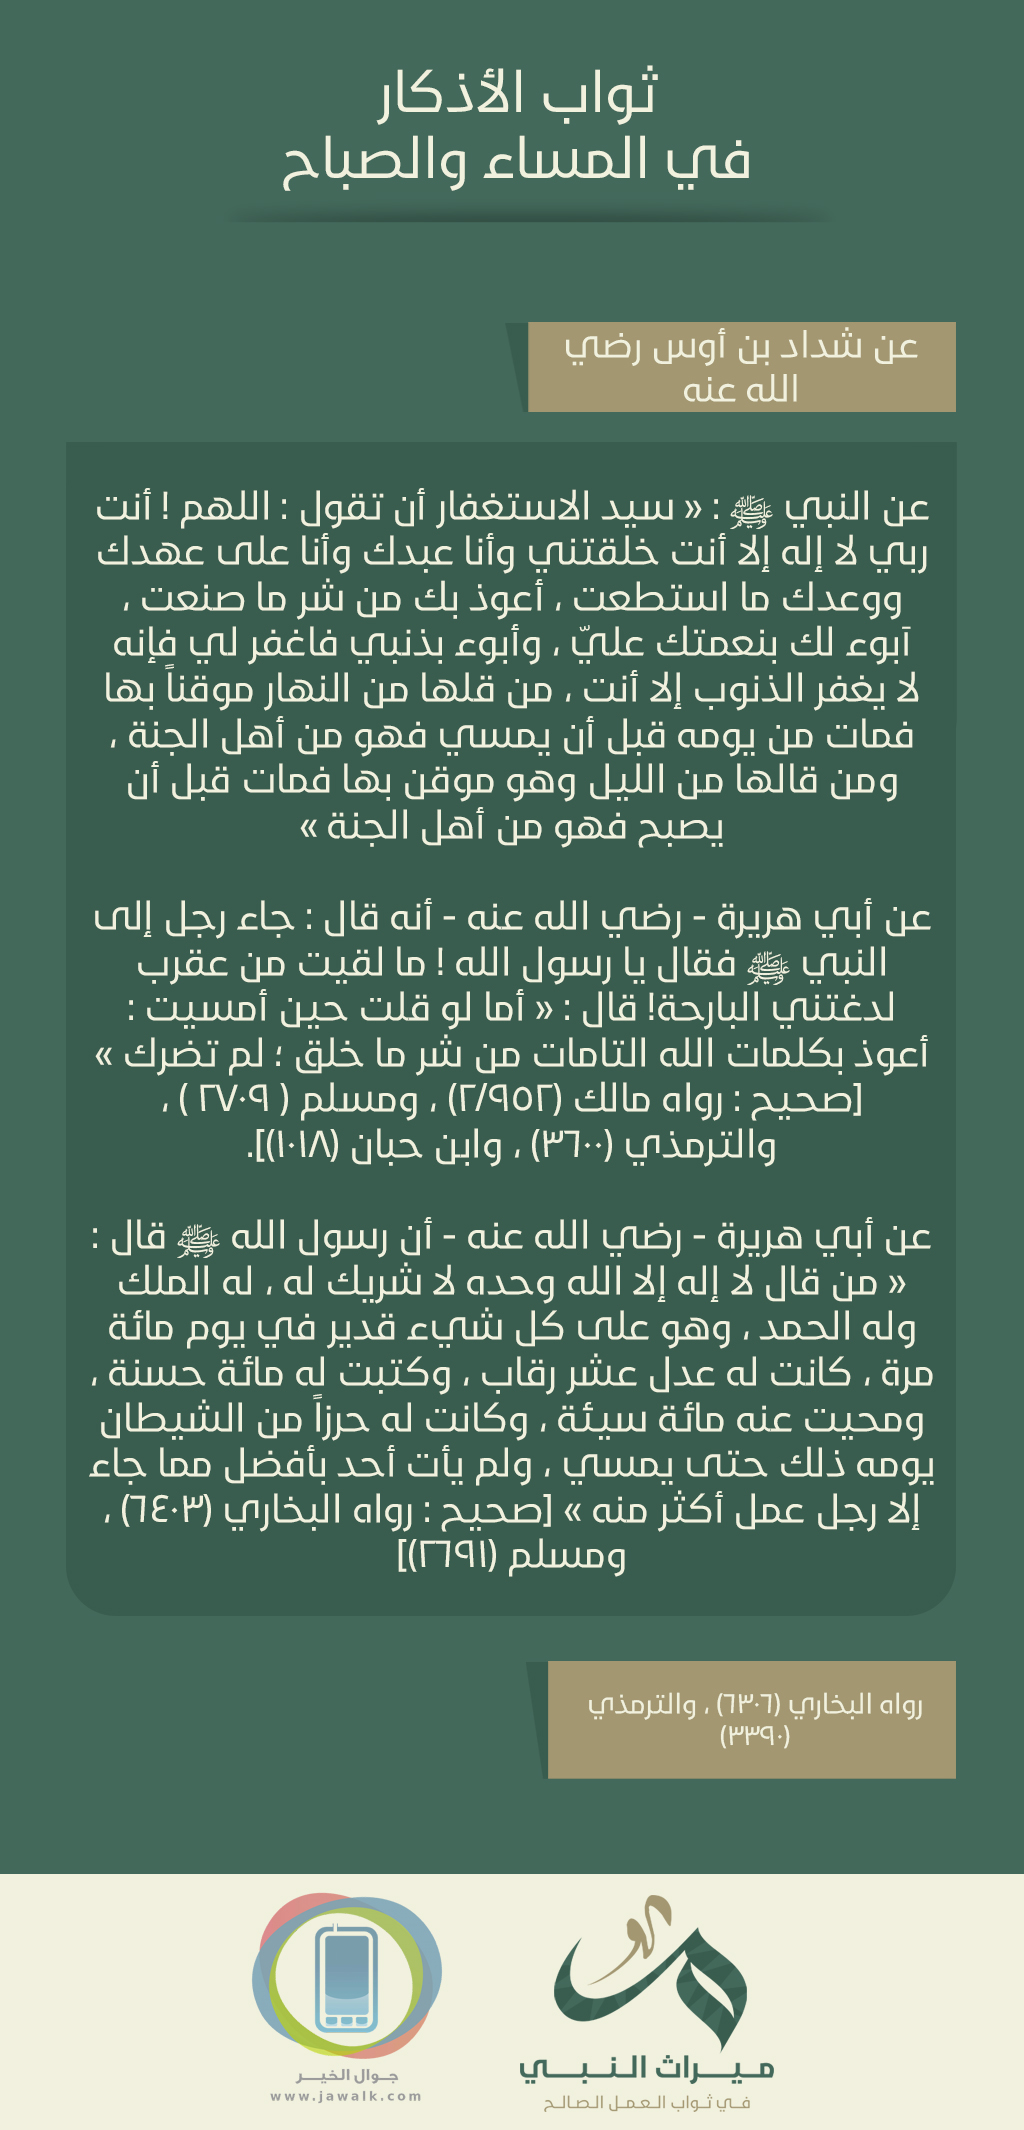 ثواب الأذكار
في المساء والصباح
عن شداد بن أوس رضي
الله عنه
عن النبي ﷺ : « سيد الاستغفار أن تقول : اللهم ! أنت
ربي لا إله إلا أنت خلقتني وأنا عبدك وأنا على عهدك
ووعدك ما استطعت ، أعوذ بك من شر ما صنعت ،
آبوء لك بنعمتك عليّ ، وأبوء بذنبي فاغفر لي فإنه
لا يغفر الذنوب إلا أنت ، من قلها من النهار موقناً بها
فمات من يومه قبل أن يمسي فهو من أهل الجنة ،
ومن قالها من الليل وهو موقن بها فمات قبل أن
يصبح فهو من أهل الجنة »
عن أبي هريرة - رضي الله عنه - أنه قال : جاء رجل إلى
النبي ﷺ فقال يا رسول الله ! ما لقيت من عقرب
لدغتني البارحة! قال : « أما لو قلت حين أمسيت :
أعوذ بكلمات الله التامات من شر ما خلق ؛ لم تضرك »
[صحيح : رواه مالك (٢/٩٥٢) ، ومسلم ( ٢٧٠٩ ) ،
والترمذي (٣٦٠٠) ، وابن حبان (١٠١٨)].
عن أبي هريرة - رضي الله عنه - أن رسول الله ﷺ قال :
« من قال لا إله إلا الله وحده لا شريك له ، له الملك
وله الحمد ، وهو على كل شيء قدير في يوم مائة
مرة ، كانت له عدل عشر رقاب ، وكتبت له مائة حسنة ،
ومحيت عنه مائة سيئة ، وكانت له حرزاً من الشيطان
يومه ذلك حتى يمسي ، ولم يأت أحد بأفضل مما جاء
إلا رجل عمل أكثر منه » [صحيح : رواه البخاري (٦٤٠٣) ،
ومسلم (٢٦٩١)]
رواه البخاري (٦٣٠٦) ، والترمذي
(٣٣٩٠)
ميراث النبي
في ثواب العمل الصالح
جوال الخير
www.jawalk.com